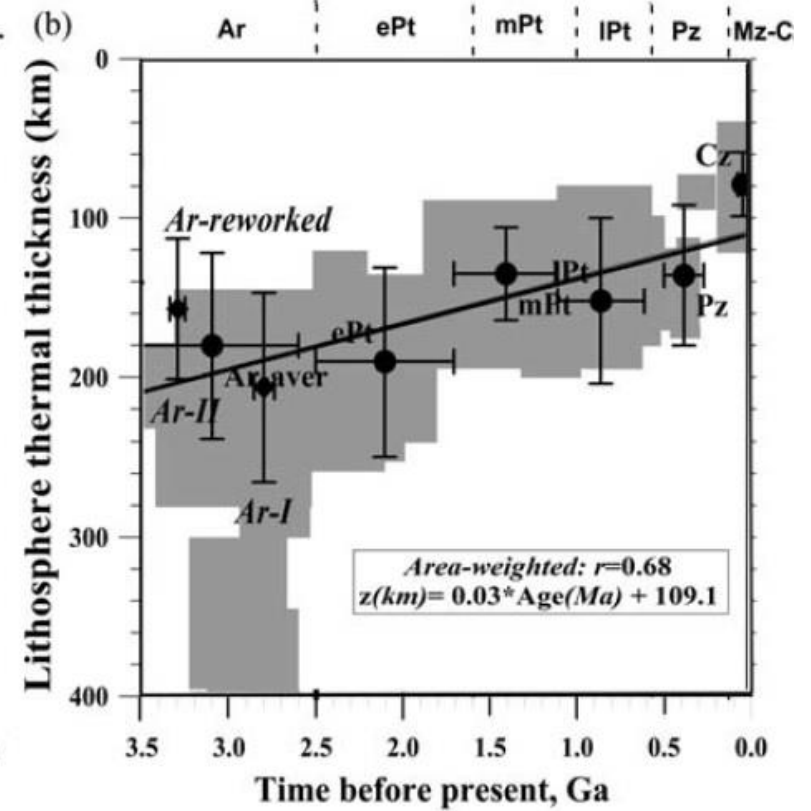 (b)
Ar ePt mPt lPt Pz Mz-C
Lithosphere thermal thickness (km)
0
100
200
300
400
Cz
Ar-reworked
lPt
mPt
Pz
ePt
Ar-aver
Ar-II
Ar-I
Area-weighted: r=0.68
z(km)= 0.03*Age(Ma) + 109.1
3.5 3.0 2.5 2.0 1.5 1.0 0.5 0.0
Time before present, Ga